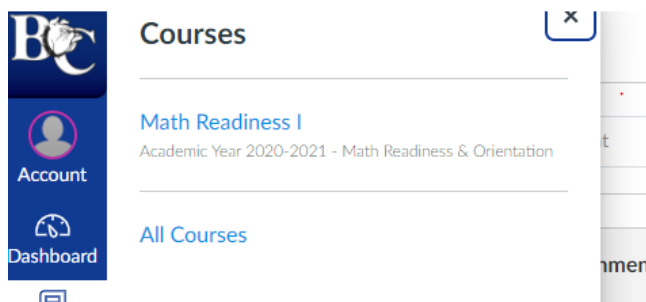 BC
Courses
x
Math Readiness I
Academic Year 2020-2021 - Math Readiness & Orientation
Account
All Courses
Dashboard